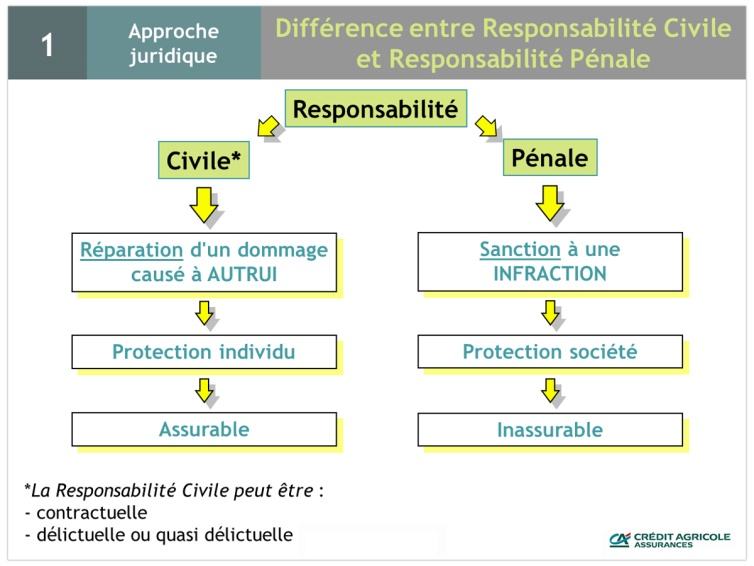 1
Approche
juridique
Différence entre Responsabilité Civile
et Responsabilité Pénale
Responsabilité
Civile*
Pénale
Réparation d'un dommage
causé à AUTRUI
Sanction à une
INFRACTION
Protection individu
Protection société
Assurable
Inassurable
*La Responsabilité Civile peut être :
- contractuelle
- délictuelle ou quasi délictuelle
CA CRÉDIT AGRICOLE
ASSURANCES